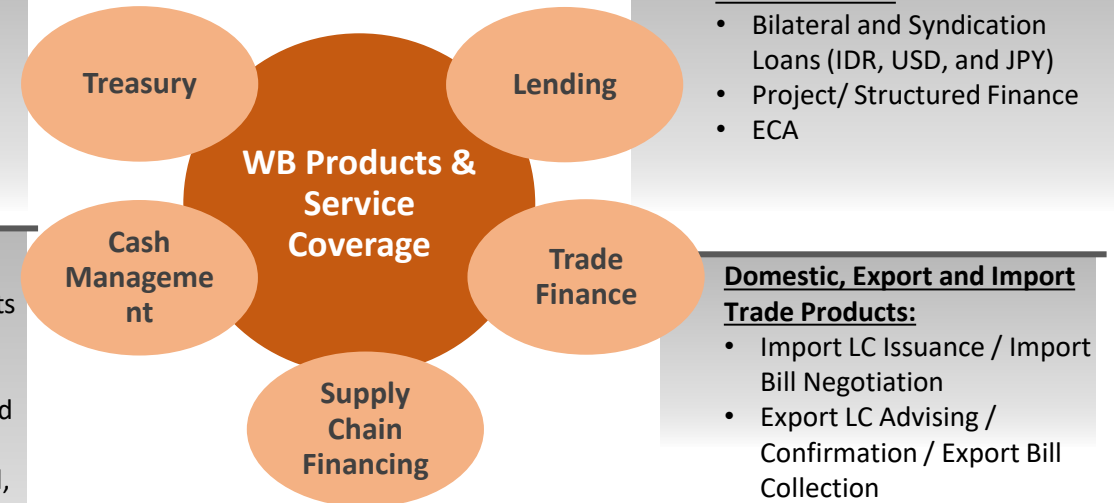 Treasury
Lending
WB Products &
Service
Coverage
Cash
Manageme
nt
Trade
Finance
Supply
Chain
Financing
• Bilateral and Syndication
Loans (IDR, USD, and JPY)
• Project/ Structured Finance
• ECA
Domestic, Export and Import
Trade Products:
• Import LC Issuance / Import
Bill Negotiation
• Export LC Advising /
Confirmation / Export Bill
Collection